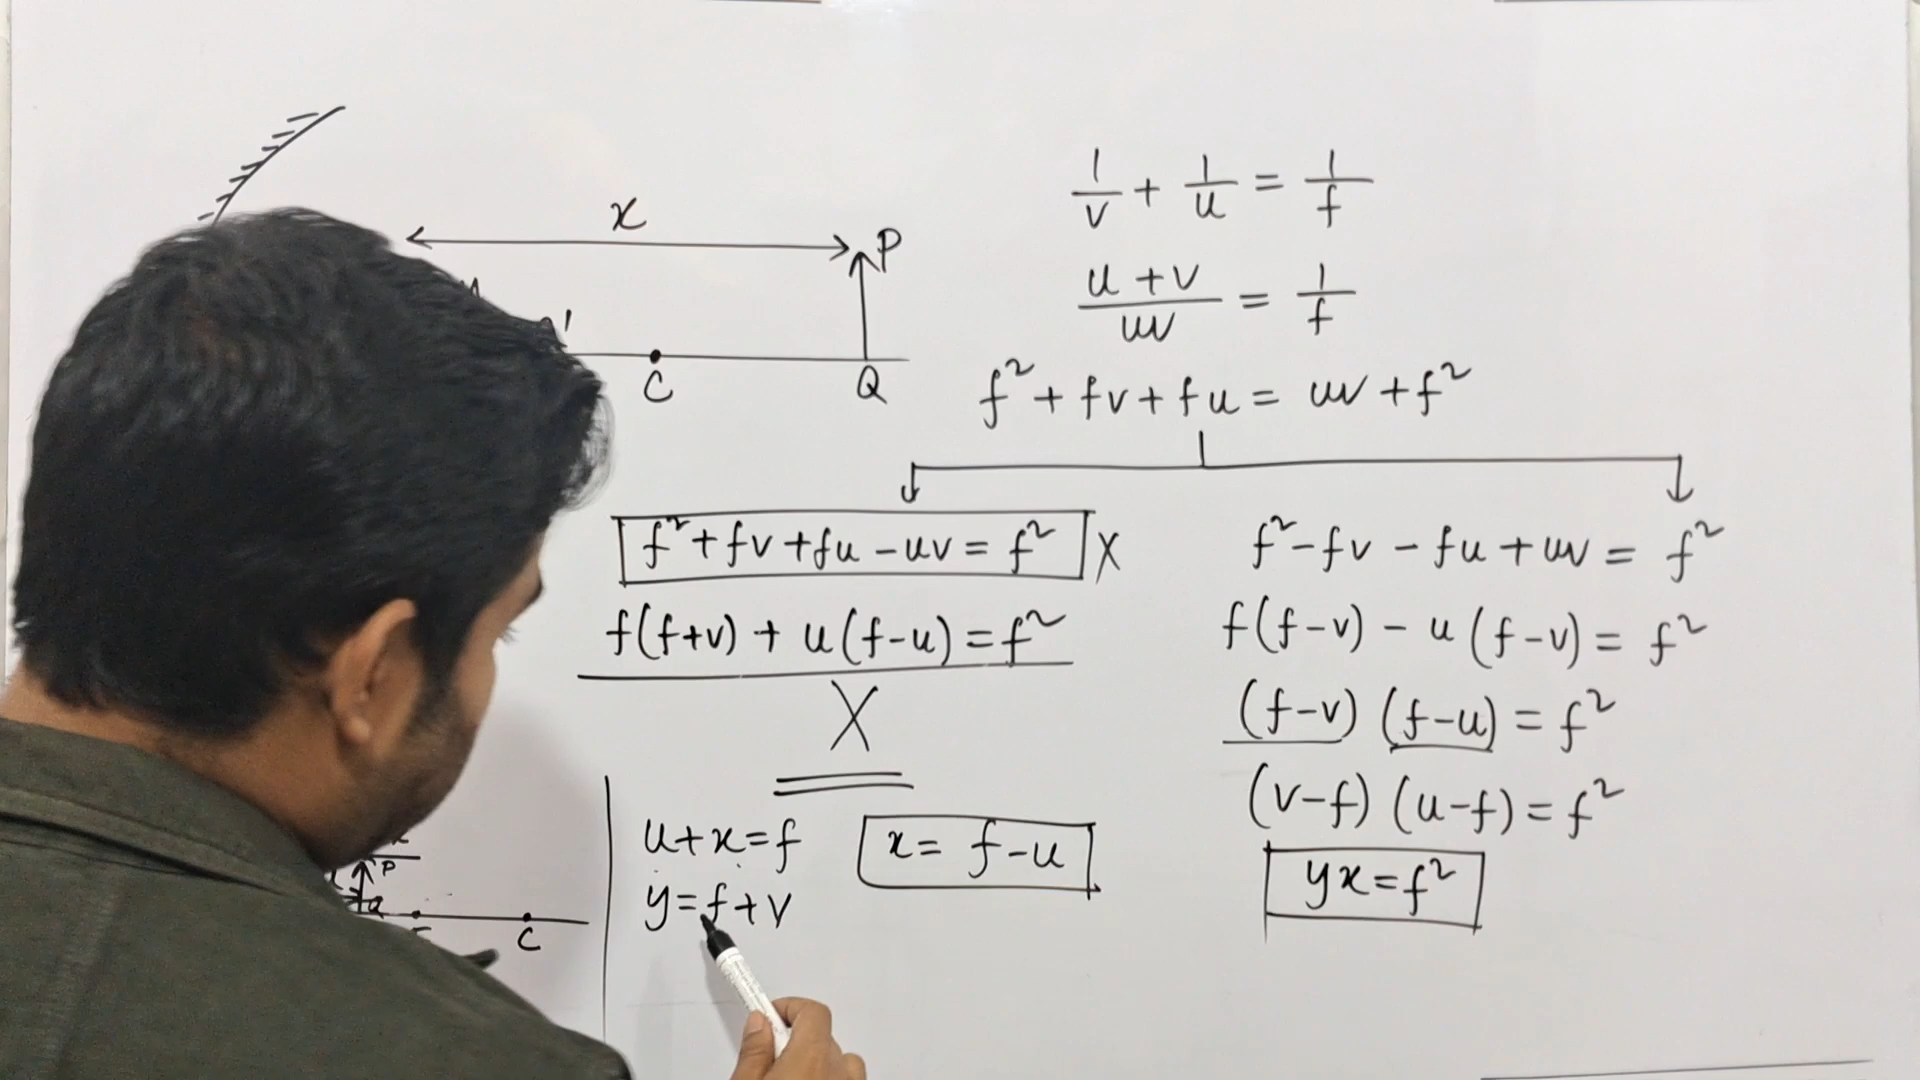 x
P
C
Q
1/v + 1/u = 1/f
u + v / uv = 1/f
f² + fv + fu = uv + f²
f² + fv + fu - uv = f² X
f(f+v) + u(f-u) = f²
X
f² - fv - fu + uv = f²
f(f-v) - u(f-v) = f²
(f-v) (f-u) = f²
(v-f) (u-f) = f²
yx = f²
u + x = f
x = f - u
y = f + v
P
Q
C